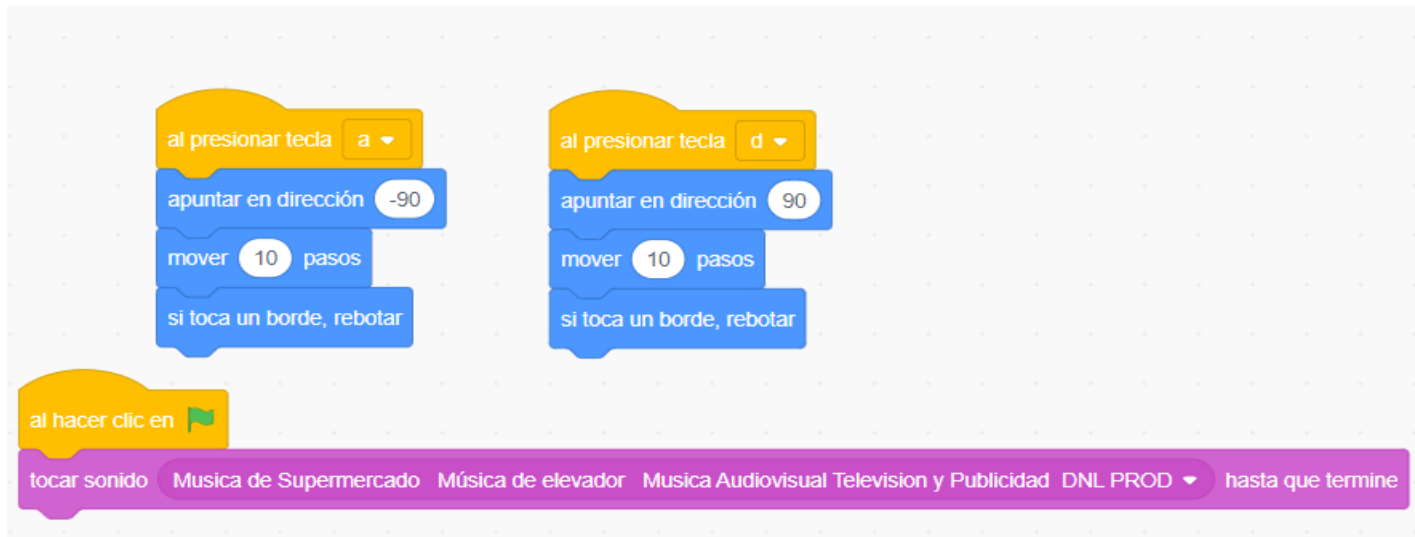 al presionar tecla a
apuntar en dirección -90
mover 10 pasos
si toca un borde, rebotar
al presionar tecla d
apuntar en dirección 90
mover 10 pasos
si toca un borde, rebotar
al hacer clic en
tocar sonido Musica de Supermercado Música de elevador Musica Audiovisual Television y Publicidad DNL PROD hasta que termine